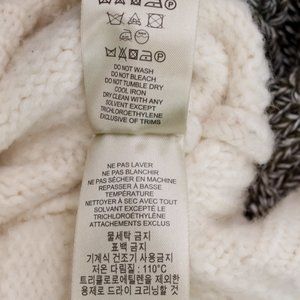 DO NOT WASH
DO NOT BLEACH
DO NOT TUMBLE DRY
COOL IRON
DRY CLEAN WITH ANY
SOLVENT EXCEPT
TRICHLOROETHYLENE
EXCLUSIVE OF TRIMS
NE PAS LAVER
NE PAS BLANCHIR
NE PAS SÉCHER EN MACHINE
REPASSER À BASSE
TEMPÉRATURE
NETTOYER À SEC AVEC TOUT
SOLVANT EXCEPTÉ LE
TRICHLOROÉTHYLÈNE
ATTACHEMENTS EXCLUS
물세탁 금지
표백 금지
기계식 건조기 사용금지
저온 다림질 : 110°C
트리클로로에틸렌을 제외한
용제로 드라이 크리닝할 것